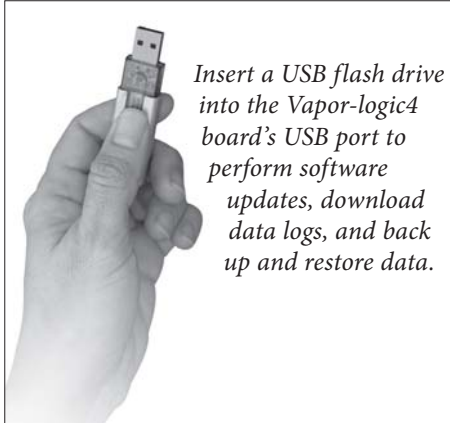 Insert a USB flash drive
into the Vapor-logic4
board's USB port to
perform software
updates, download
data logs, and back
up and restore data.